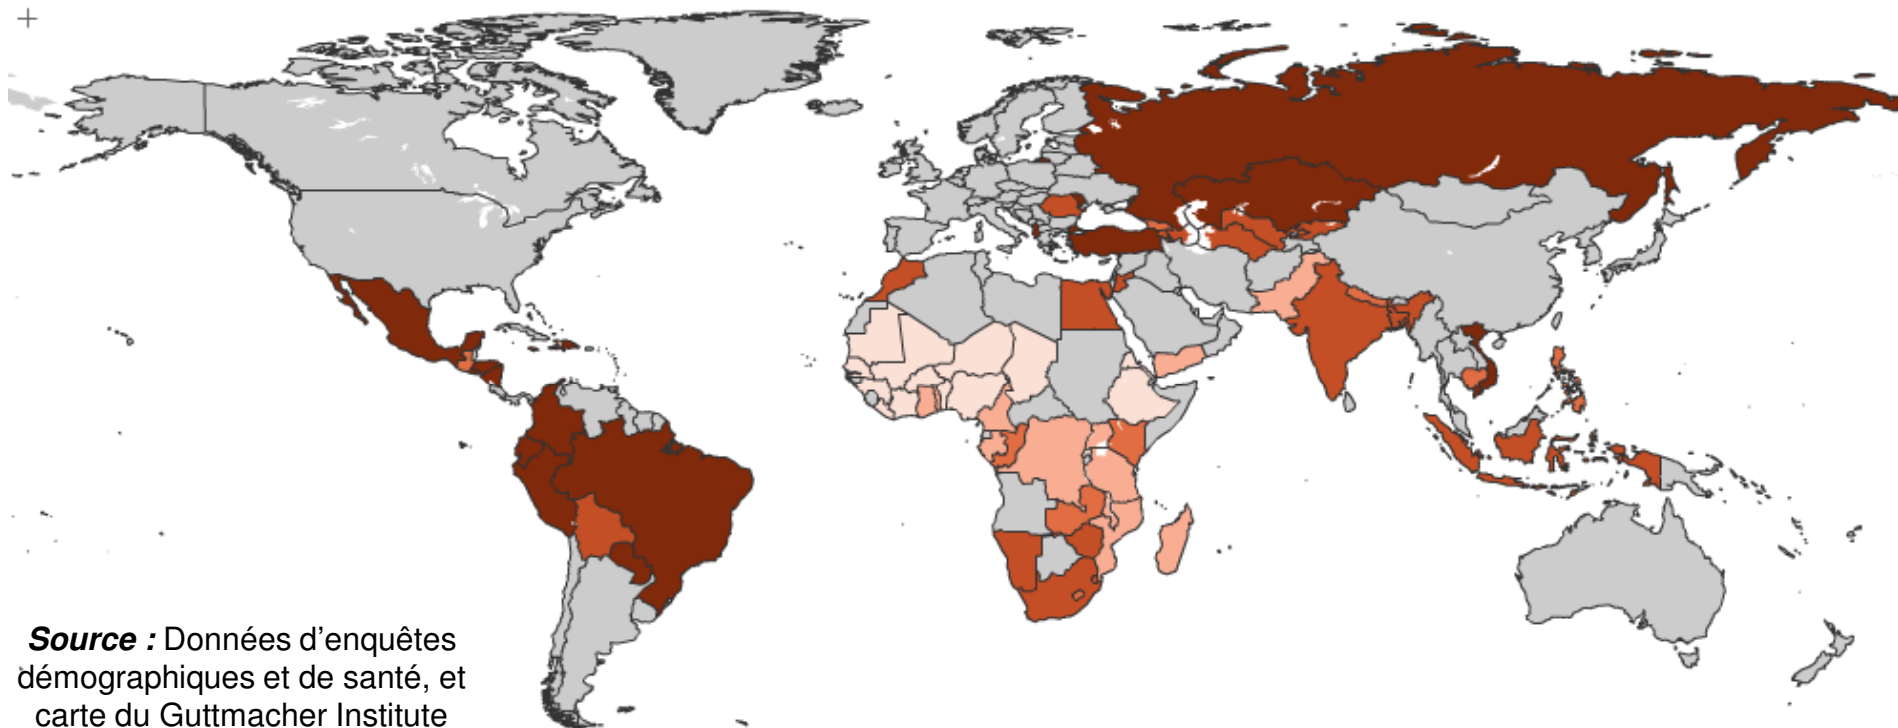 Source : Données d’enquêtes
démographiques et de santé, et
carte du Guttmacher Institute